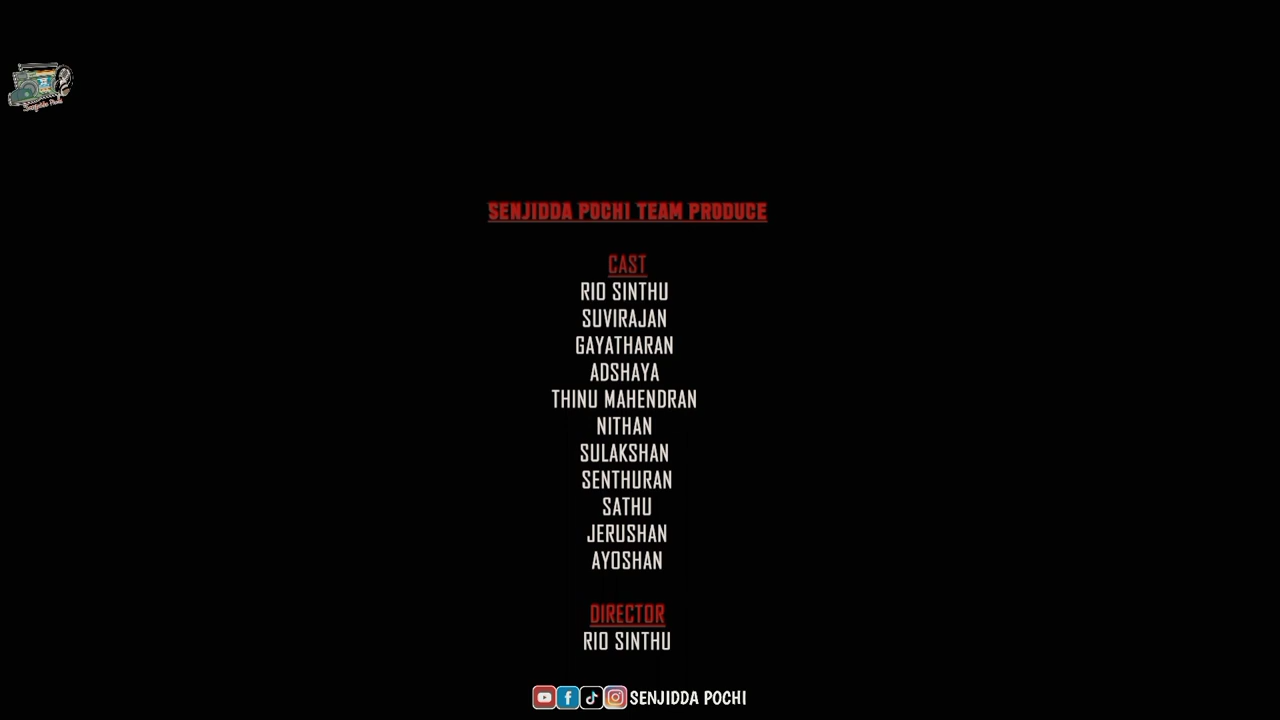 SENJIDDA POCHI TEAM PRODUCE
CAST
RIO SINTHU
SUVIRAJAN
GAYATHARAN
ADSHAYA
THINU MAHENDRAN
NITHAN
SULAKSHAN
SENTHURAN
SATHU
JERUSHAN
AYOSHAN
DIRECTOR
RIO SINTHU
SENJIDDA POCHI